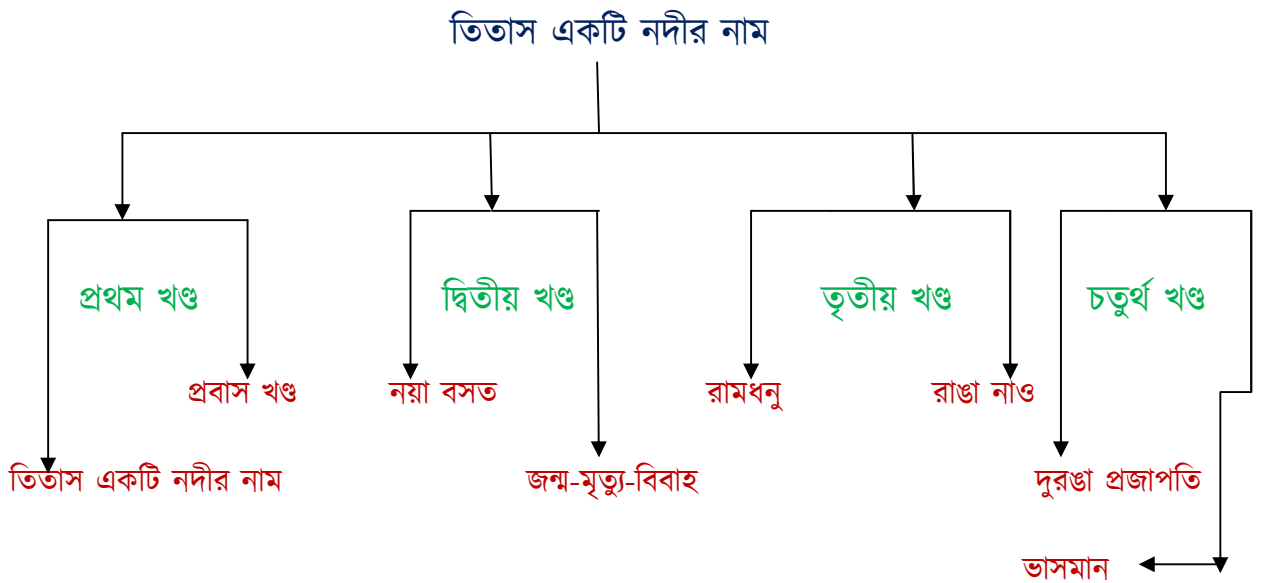 তিতাস একটি নদীর নাম
প্রথম খণ্ড
দ্বিতীয় খণ্ড
তৃতীয় খণ্ড
চতুর্থ খণ্ড
প্রবাস খণ্ড
নয়া বসত
রামধনু
রাঙা নাও
তিতাস একটি নদীর নাম
জন্ম-মৃত্যু-বিবাহ
দুরঙা প্রজাপতি
ভাসমান